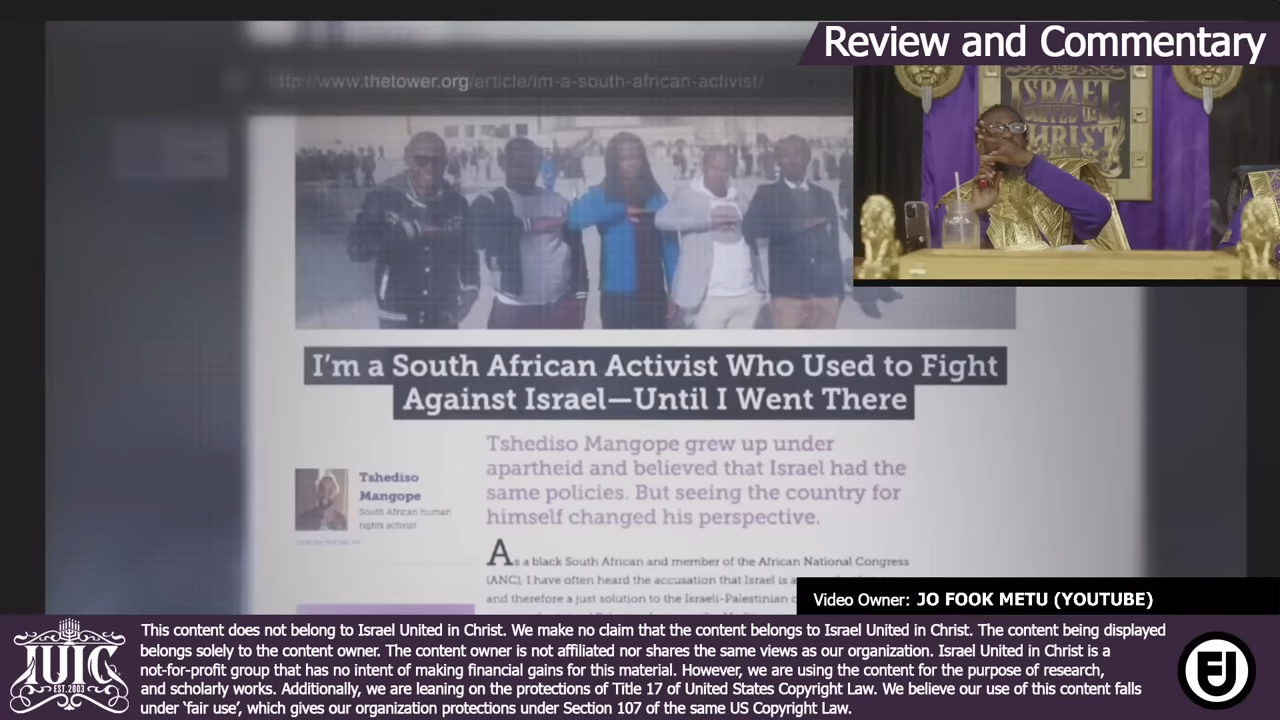 Review and Commentary
http://www.thetower.org/article/im-a-south-african-activist/
ISRAEL
UNITED IN
CHRIST
I'm a South African Activist Who Used to Fight
Against Israel—Until I Went There
Tshediso Mangope grew up under
apartheid and believed that Israel had the
same policies. But seeing the country for
himself changed his perspective.
Tshediso
Mangope
South African human
rights activist
As a black South African and member of the African National Congress
(ANC), I have often heard the accusation that Israel is
and therefore a just solution to the Israeli-Palestinian
Video Owner: JO FOOK METU (YOUTUBE)
IUIC
EST. 2003
This content does not belong to Israel United in Christ. We make no claim that the content belongs to Israel United in Christ. The content being displayed
belongs solely to the content owner. The content owner is not affiliated nor shares the same views as our organization. Israel United in Christ is a
not-for-profit group that has no intent of making financial gains for this material. However, we are using the content for the purpose of research,
and scholarly works. Additionally, we are leaning on the protections of Title 17 of United States Copyright Law. We believe our use of this content falls
under 'fair use', which gives our organization protections under Section 107 of the same US Copyright Law.